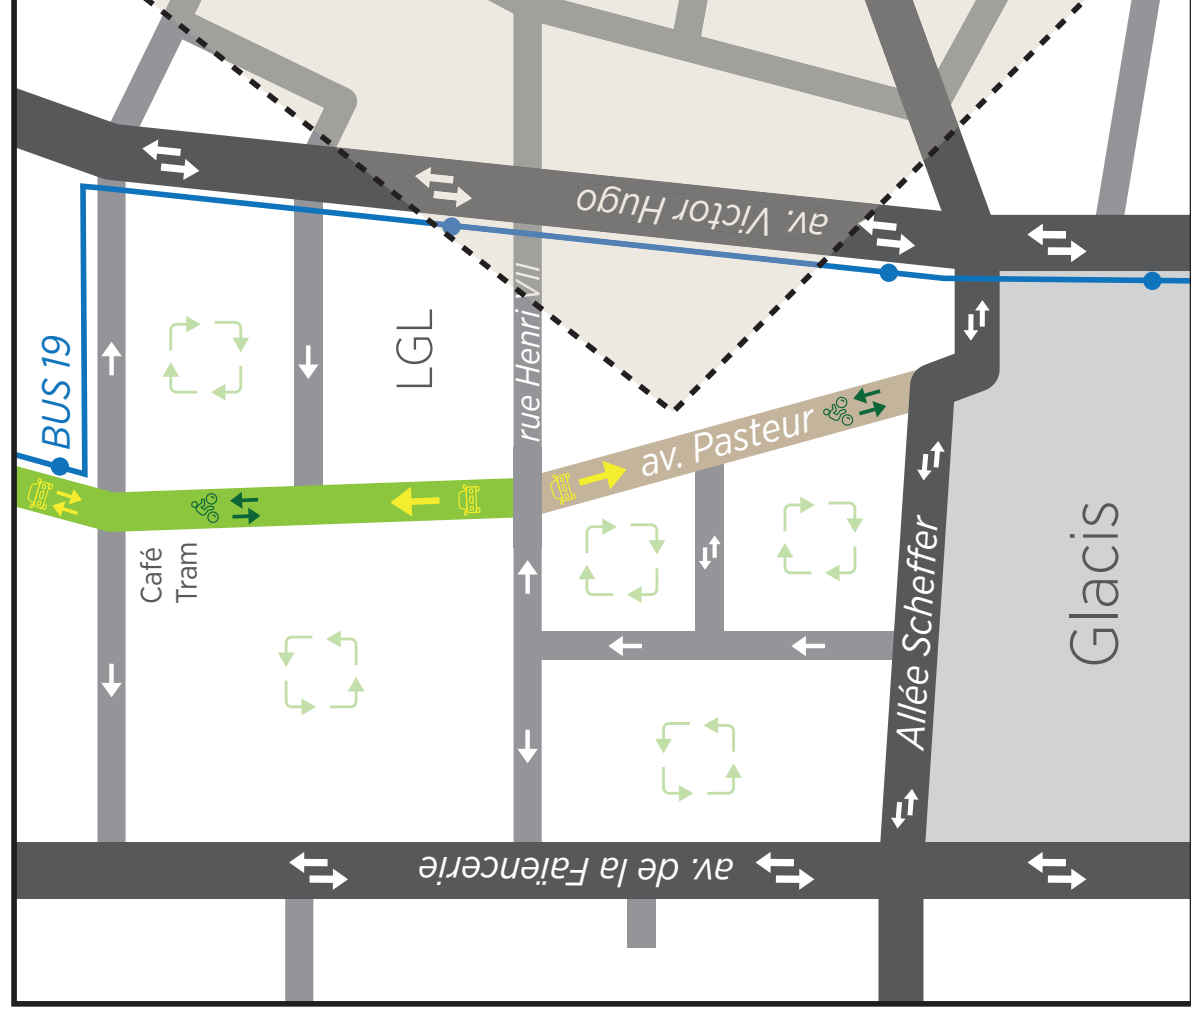 av. Victor Hugo
BUS 19
LGL
rue Henri VII
av. Pasteur
Café
Tram
Allée Scheffer
Glacis
av. de la Faïencerie